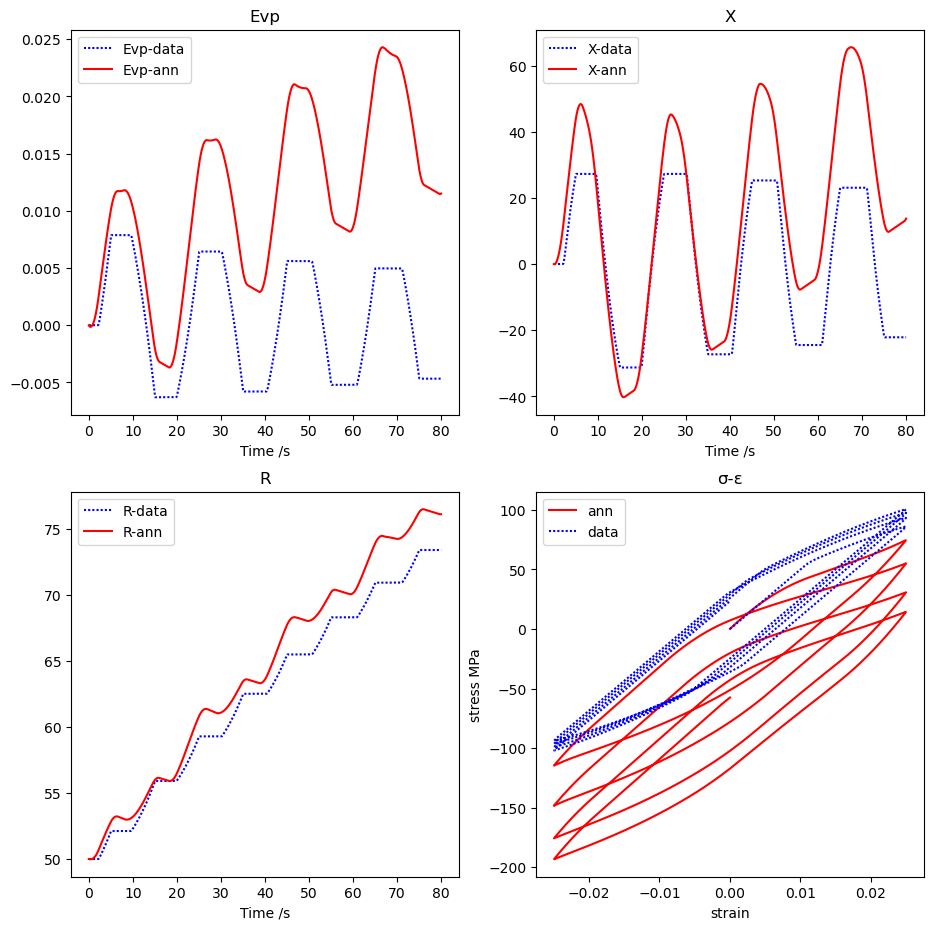 Evp
Evp-data
Evp-ann
0.025
0.020
0.015
0.010
0.005
0.000
−0.005
0 10 20 30 40 50 60 70 80
Time /s
X
X-data
X-ann
60
40
20
0
−20
−40
0 10 20 30 40 50 60 70 80
Time /s
R
R-data
R-ann
75
70
65
60
55
50
0 10 20 30 40 50 60 70 80
Time /s
σ-ε
ann
data
100
50
0
−50
−100
−150
−200
stress MPa
−0.02 −0.01 0.00 0.01 0.02
strain